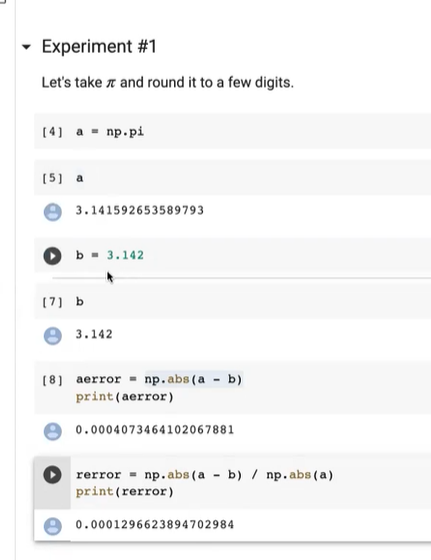 Experiment #1
Let's take π and round it to a few digits.
[4] a = np.pi
[5] a
3.141592653589793
b = 3.142
[7] b
3.142
[8] aerror = np.abs(a - b)
print(aerror)
0.0004073464102067881
rerror = np.abs(a - b) / np.abs(a)
print(rerror)
0.0001296623894702984